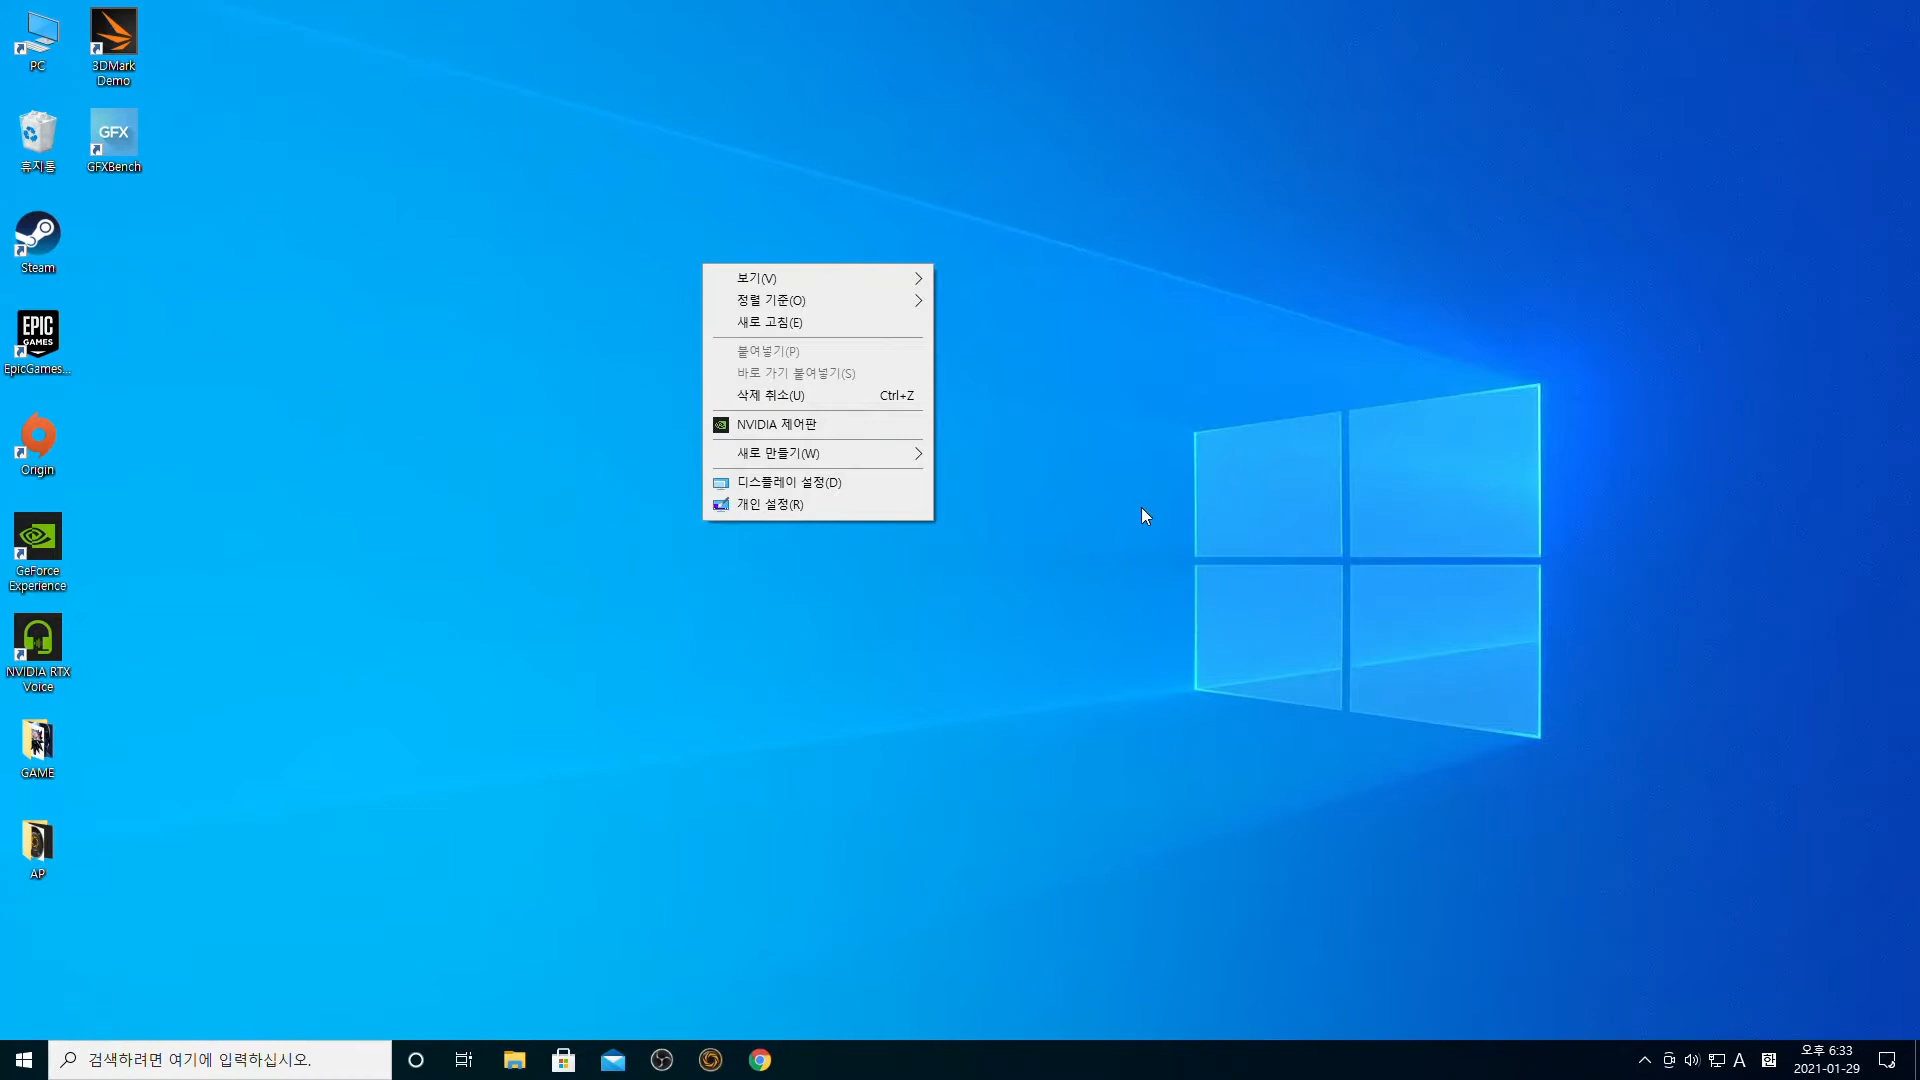 PC
3DMark
Demo
휴지통
GFX
GFXBench
Steam
EPIC
GAMES
EpicGames...
Origin
GeForce
Experience
NVIDIA RTX
Voice
GAME
AP
보기(V)
정렬 기준(O)
새로 고침(E)
붙여넣기(P)
바로 가기 붙여넣기(S)
삭제 취소(U) Ctrl+Z
NVIDIA 제어판
새로 만들기(W)
디스플레이 설정(D)
개인 설정(R)
검색하려면 여기에 입력하십시오.
A
한
오후 6:33
2021-01-29